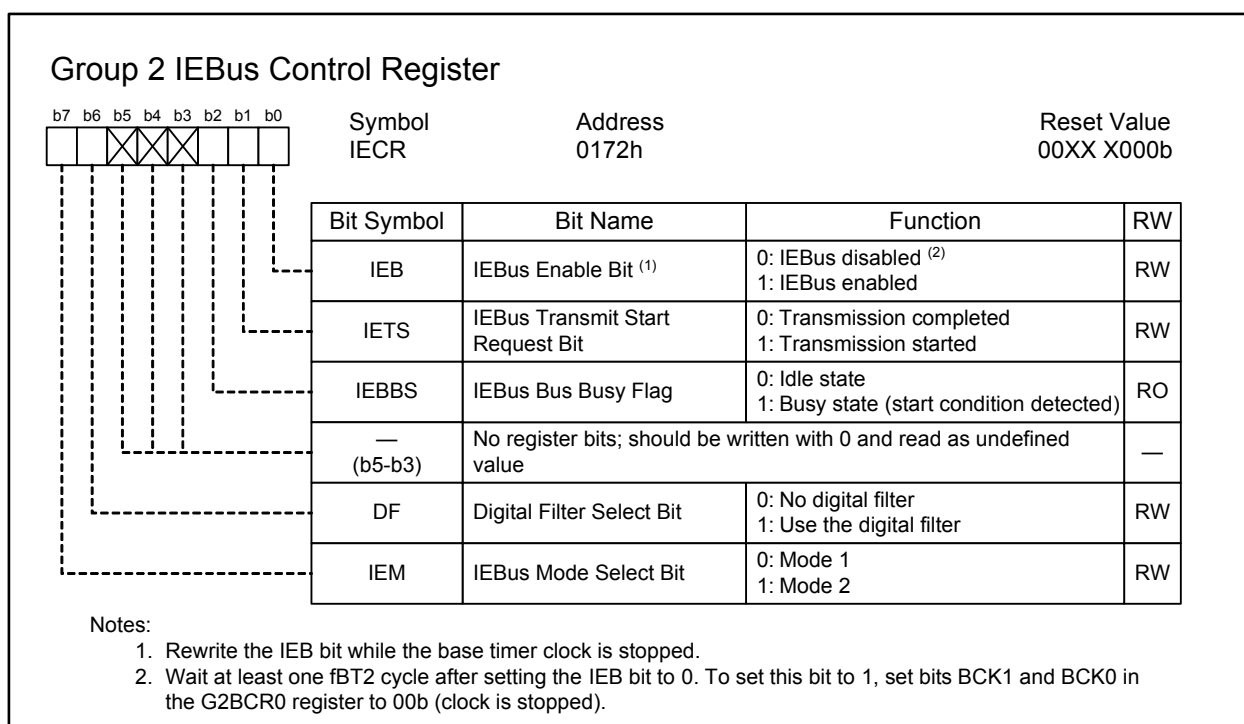 Group 2 IEBus Control Register
b7 b6 b5 b4 b3 b2 b1 b0
Symbol Address Reset Value
IECR 0172h 00XX X000b
Bit Symbol Bit Name Function RW
IEB IEBus Enable Bit (1) 0: IEBus disabled (2) RW
1: IEBus enabled
IETS IEBus Transmit Start 0: Transmission completed RW
Request Bit 1: Transmission started
IEBBS IEBus Bus Busy Flag 0: Idle state RO
1: Busy state (start condition detected)
— No register bits; should be written with 0 and read as undefined —
(b5-b3) value
DF Digital Filter Select Bit 0: No digital filter RW
1: Use the digital filter
IEM IEBus Mode Select Bit 0: Mode 1 RW
1: Mode 2
Notes:
1. Rewrite the IEB bit while the base timer clock is stopped.
2. Wait at least one fBT2 cycle after setting the IEB bit to 0. To set this bit to 1, set bits BCK1 and BCK0 in
the G2BCR0 register to 00b (clock is stopped).